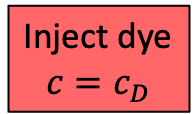 Inject dye
c = c_D